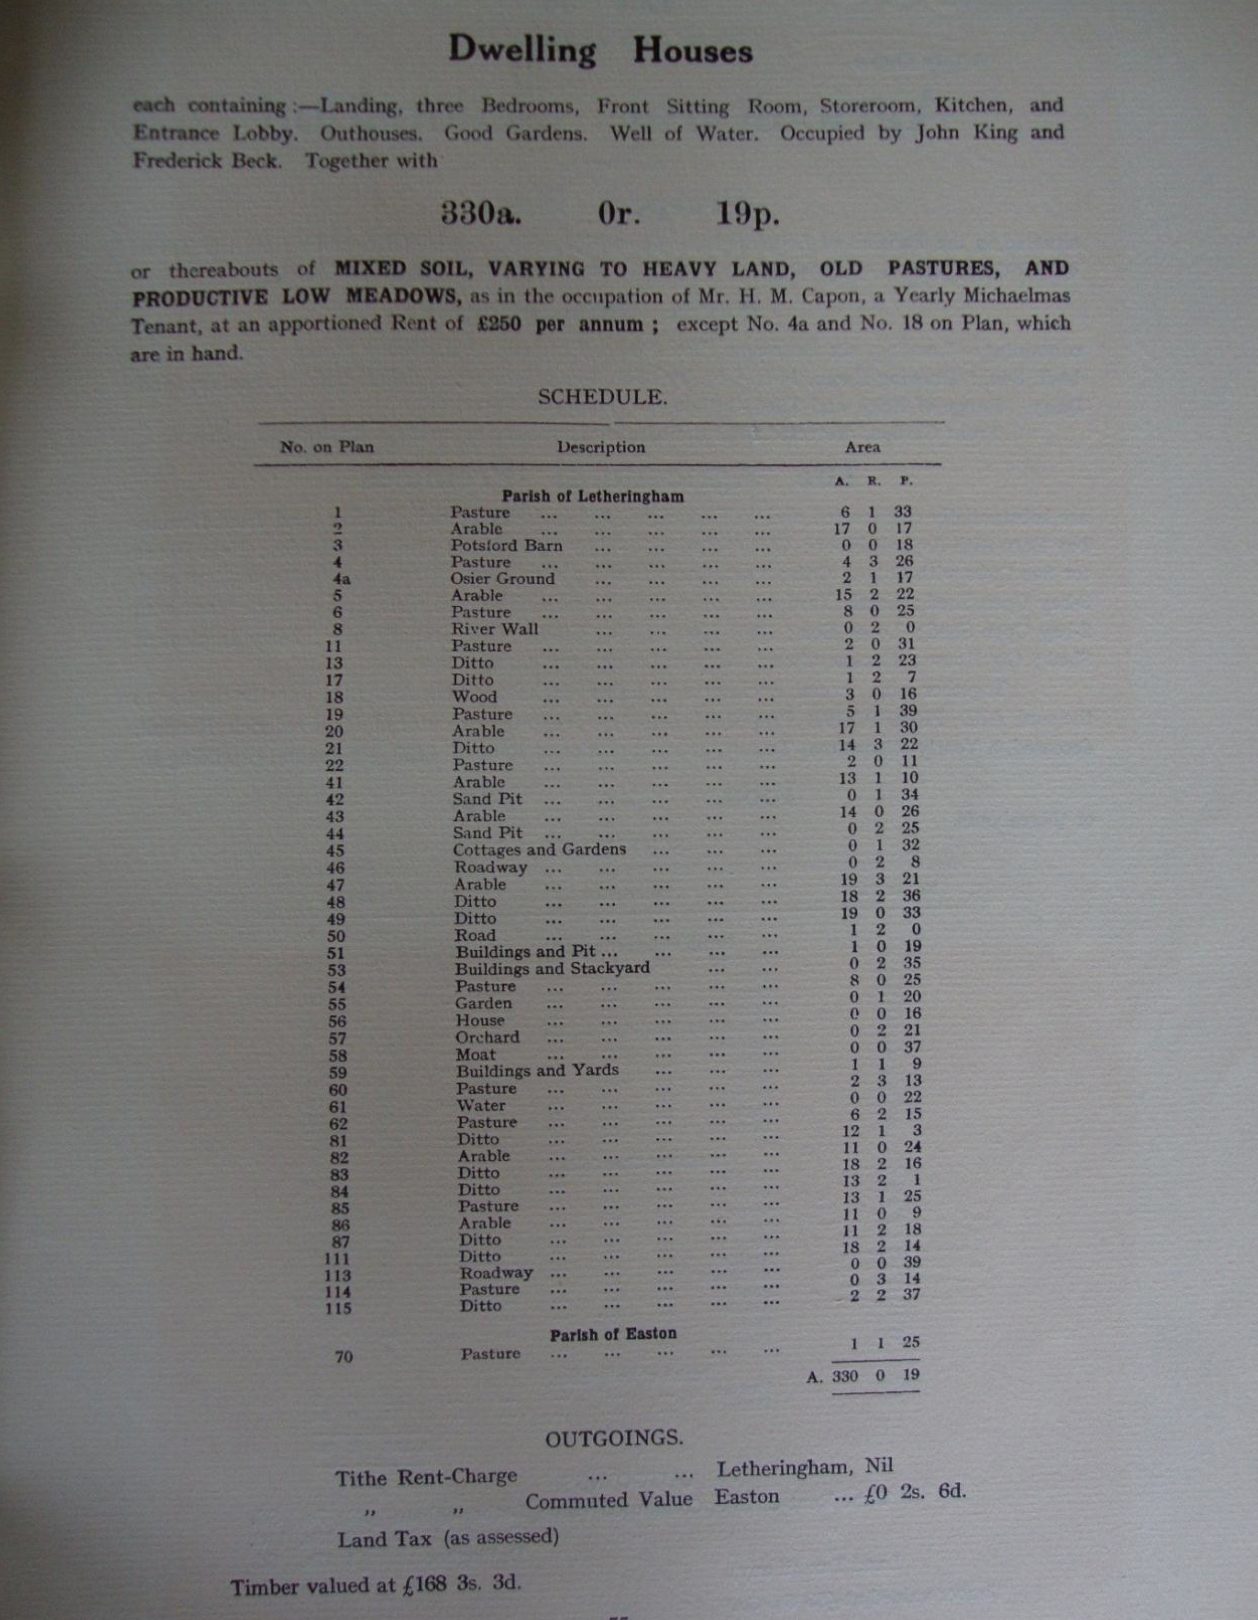 Dwelling Houses
each containing :—Landing, three Bedrooms, Front Sitting Room, Storeroom, Kitchen, and
Entrance Lobby. Outhouses. Good Gardens. Well of Water. Occupied by John King and
Frederick Beck. Together with
330a. 0r. 19p.
or thereabouts of MIXED SOIL, VARYING TO HEAVY LAND, OLD PASTURES, AND
PRODUCTIVE LOW MEADOWS, as in the occupation of Mr. H. M. Capon, a Yearly Michaelmas
Tenant, at an apportioned Rent of £250 per annum ; except No. 4a and No. 18 on Plan, which
are in hand.
SCHEDULE.
No. on Plan Description Area
A. R. P.
Parish of Letheringham
1 Pasture ... ... ... ... ... 6 1 33
2 Arable ... ... ... ... ... 17 0 17
3 Potsford Barn ... ... ... ... 0 0 18
4 Pasture ... ... ... ... ... 4 3 26
4a Osier Ground ... ... ... ... 2 1 17
5 Arable ... ... ... ... ... 15 2 22
6 Pasture ... ... ... ... ... 8 0 25
8 River Wall ... ... ... ... 0 2 0
11 Pasture ... ... ... ... ... 2 0 31
13 Ditto ... ... ... ... ... 1 2 23
17 Ditto ... ... ... ... ... 1 2 7
18 Wood ... ... ... ... ... 3 0 16
19 Pasture ... ... ... ... ... 5 1 39
20 Arable ... ... ... ... ... 17 1 30
21 Ditto ... ... ... ... ... 14 3 22
22 Pasture ... ... ... ... ... 2 0 11
41 Arable ... ... ... ... ... 13 1 10
42 Sand Pit ... ... ... ... ... 0 1 34
43 Arable ... ... ... ... ... 14 0 26
44 Sand Pit ... ... ... ... ... 0 2 25
45 Cottages and Gardens ... ... ... 0 1 32
46 Roadway ... ... ... ... ... 0 2 8
47 Arable ... ... ... ... ... 19 3 21
48 Ditto ... ... ... ... ... 18 2 36
49 Ditto ... ... ... ... ... 19 0 33
50 Road ... ... ... ... ... 1 2 0
51 Buildings and Pit ... ... ... ... 1 0 19
53 Buildings and Stackyard ... ... 0 2 35
54 Pasture ... ... ... ... ... 8 0 25
55 Garden ... ... ... ... ... 0 1 20
56 House ... ... ... ... ... 0 0 16
57 Orchard ... ... ... ... ... 0 2 21
58 Moat ... ... ... ... ... 0 0 37
59 Buildings and Yards ... ... ... 1 1 9
60 Pasture ... ... ... ... ... 2 3 13
61 Water ... ... ... ... ... 0 0 22
62 Pasture ... ... ... ... ... 6 2 15
81 Ditto ... ... ... ... ... 12 1 3
82 Arable ... ... ... ... ... 11 0 24
83 Ditto ... ... ... ... ... 18 2 16
84 Ditto ... ... ... ... ... 13 2 1
85 Pasture ... ... ... ... ... 13 1 25
86 Arable ... ... ... ... ... 11 0 9
87 Ditto ... ... ... ... ... 11 2 18
111 Ditto ... ... ... ... ... 18 2 14
113 Roadway ... ... ... ... ... 0 0 39
114 Pasture ... ... ... ... ... 0 3 14
115 Ditto ... ... ... ... ... 2 2 37
Parish of Easton
70 Pasture ... ... ... ... ... 1 1 25
A. 330 0 19
OUTGOINGS.
Tithe Rent-Charge ... ... Letheringham, Nil
„ „ Commuted Value Easton ... £0 2s. 6d.
Land Tax (as assessed)
Timber valued at £168 3s. 3d.